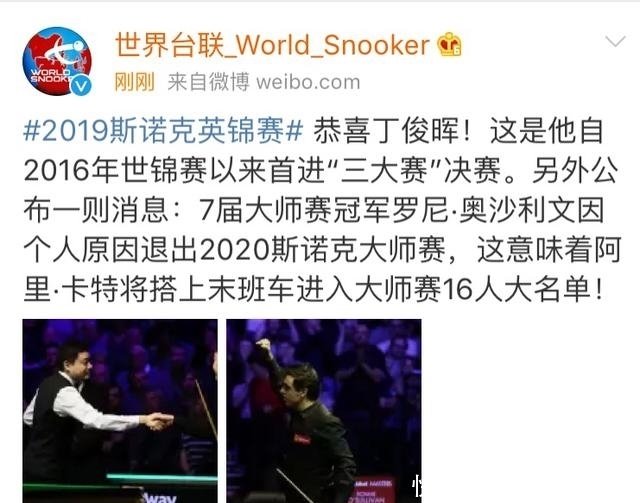 世界台联_World_Snooker
刚刚 来自微博 weibo.com
WORLD
SNOOKER
#2019斯诺克英锦赛# 恭喜丁俊晖！这是他自
2016年世锦赛以来首进“三大赛”决赛。另外公
布一则消息：7届大师赛冠军罗尼·奥沙利文因
个人原因退出2020斯诺克大师赛，这意味着阿
里·卡特将搭上末班车进入大师赛16人大名单！
way
MASTERS
RONNIE
O'SULLIVAN